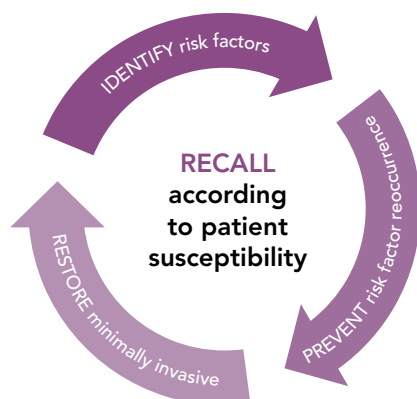 IDENTIFY risk factors
PREVENT risk factor reoccurrence
RESTORE minimally invasive
RECALL
according
to patient
susceptibility